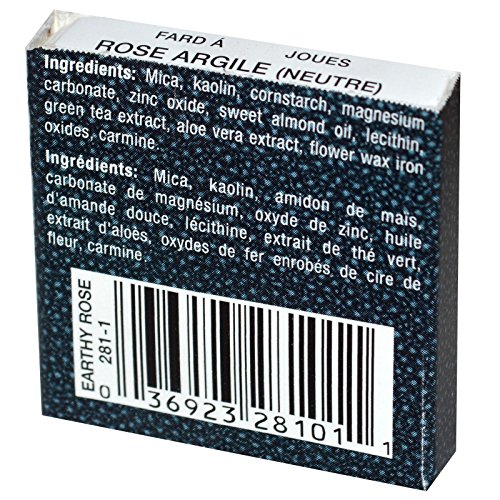 FARD Á JOUES
ROSE ARGILE (NEUTRE)
Ingredients: Mica, kaolin, cornstarch, magnesium
carbonate, zinc oxide, sweet almond oil, lecithin,
green tea extract, aloe vera extract, flower wax iron
oxides, carmine.
Ingrédients: Mica, kaolin, amidon de mais,
carbonate de magnésium, oxyde de zinc, huile
d'amande douce, lécithine, extrait de thé vert,
extrait d'aloès, oxydes de fer enrobés de cire de
fleur, carmine.
EARTHY ROSE
281-1
0 36923 28101 1